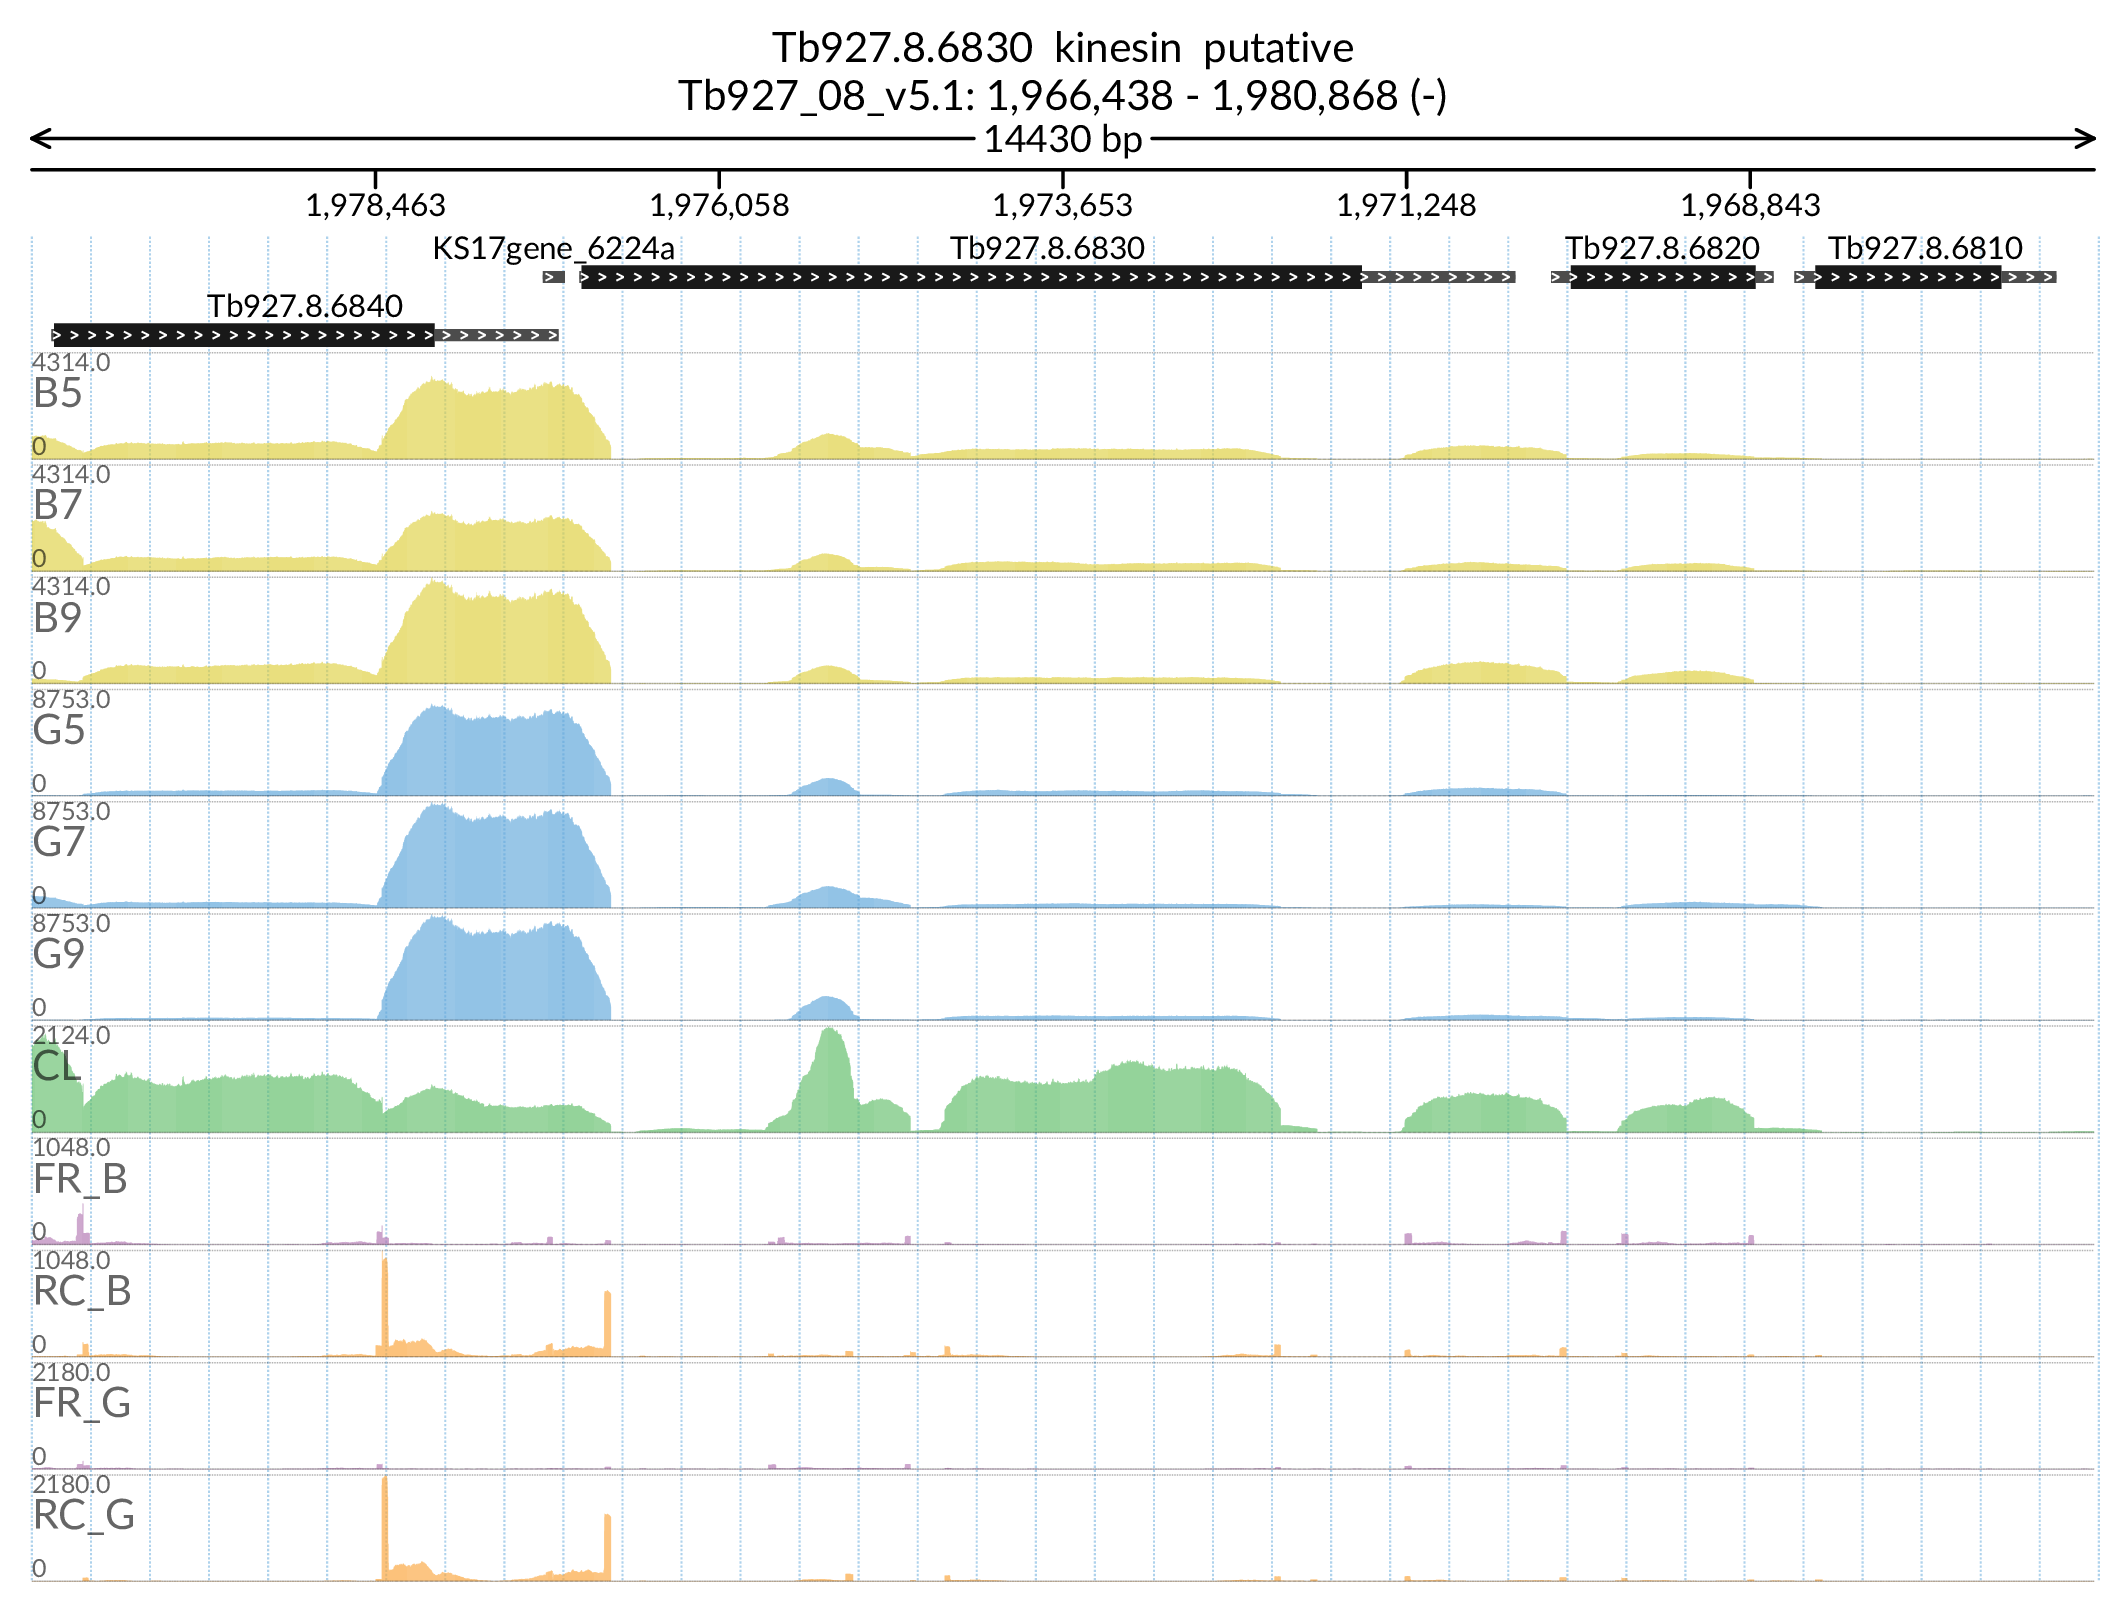 Tb927.8.6830 kinesin putative
Tb927_08_v5.1: 1,966,438 - 1,980,868 (-)
14430 bp
1,978,463 1,976,058 1,973,653 1,971,248 1,968,843
KS17gene_6224a Tb927.8.6830 Tb927.8.6820 Tb927.8.6810
Tb927.8.6840
4314.0
B5
0
4314.0
B7
0
4314.0
B9
0
8753.0
G5
0
8753.0
G7
0
8753.0
G9
0
2124.0
CL
0
1048.0
FR_B
0
1048.0
RC_B
0
2180.0
FR_G
0
2180.0
RC_G
0